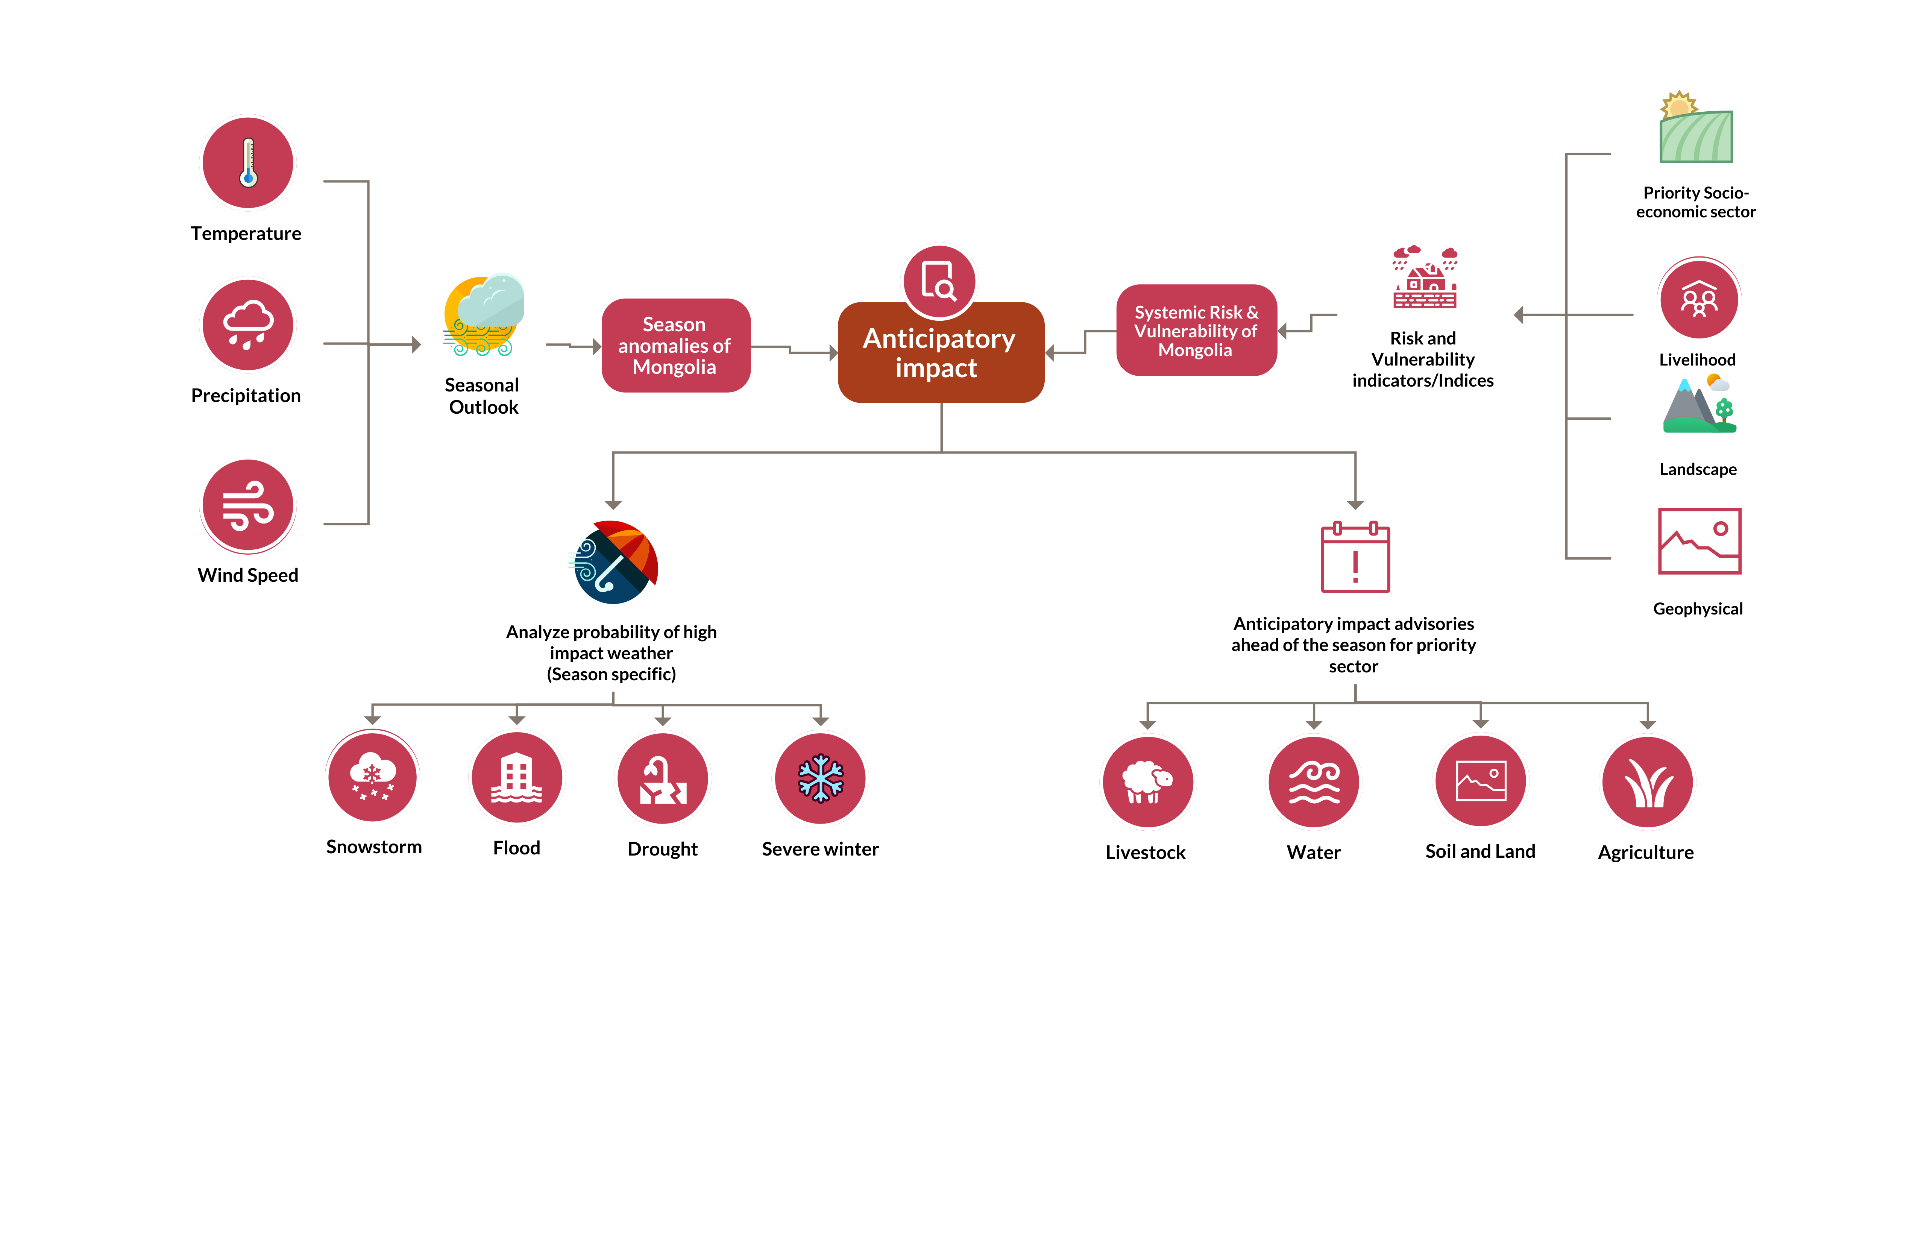 Temperature
Precipitation
Wind Speed
Seasonal
Outlook
Season
anomalies of
Mongolia
Anticipatory
impact
Systemic Risk &
Vulnerability of
Mongolia
Risk and
Vulnerability
indicators/Indices
Priority Socio-
economic sector
Livelihood
Landscape
Geophysical
Analyze probability of high
impact weather
(Season specific)
Snowstorm
Flood
Drought
Severe winter
Anticipatory impact advisories
ahead of the season for priority
sector
Livestock
Water
Soil and Land
Agriculture